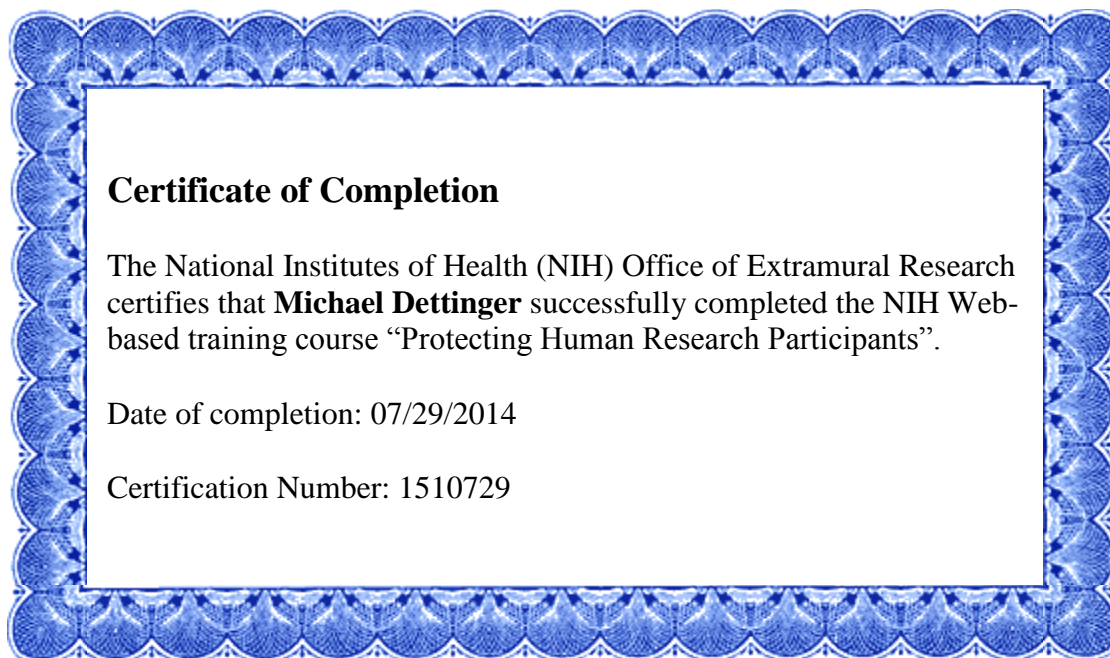 Certificate of Completion
The National Institutes of Health (NIH) Office of Extramural Research
certifies that Michael Dettinger successfully completed the NIH Web-
based training course “Protecting Human Research Participants”.
Date of completion: 07/29/2014
Certification Number: 1510729